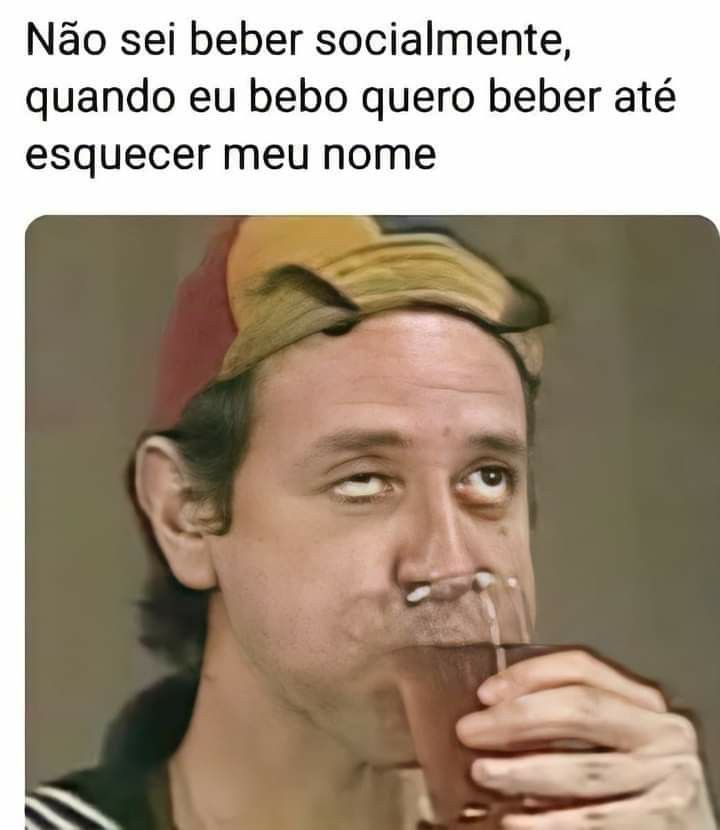 Não sei beber socialmente,
quando eu bebo quero beber até
esquecer meu nome